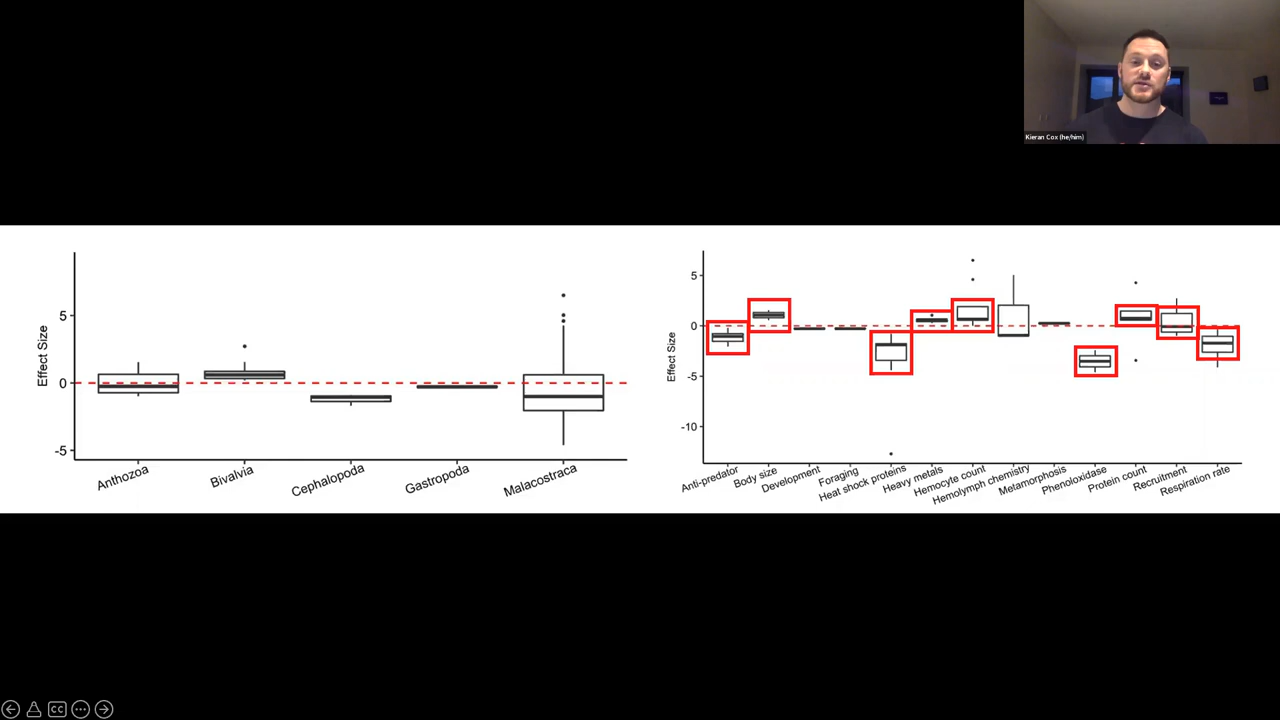 Kieran Cox (he/him)
Effect Size
5
0
-5
Anthozoa
Bivalvia
Cephalopoda
Gastropoda
Malacostraca
Effect Size
5
0
-5
-10
Anti-predator
Body size
Development
Foraging
Heat shock proteins
Heavy metals
Hemocyte count
Hemolymph chemistry
Metamorphosis
Phenoloxidase
Protein count
Recruitment
Respiration rate
CC